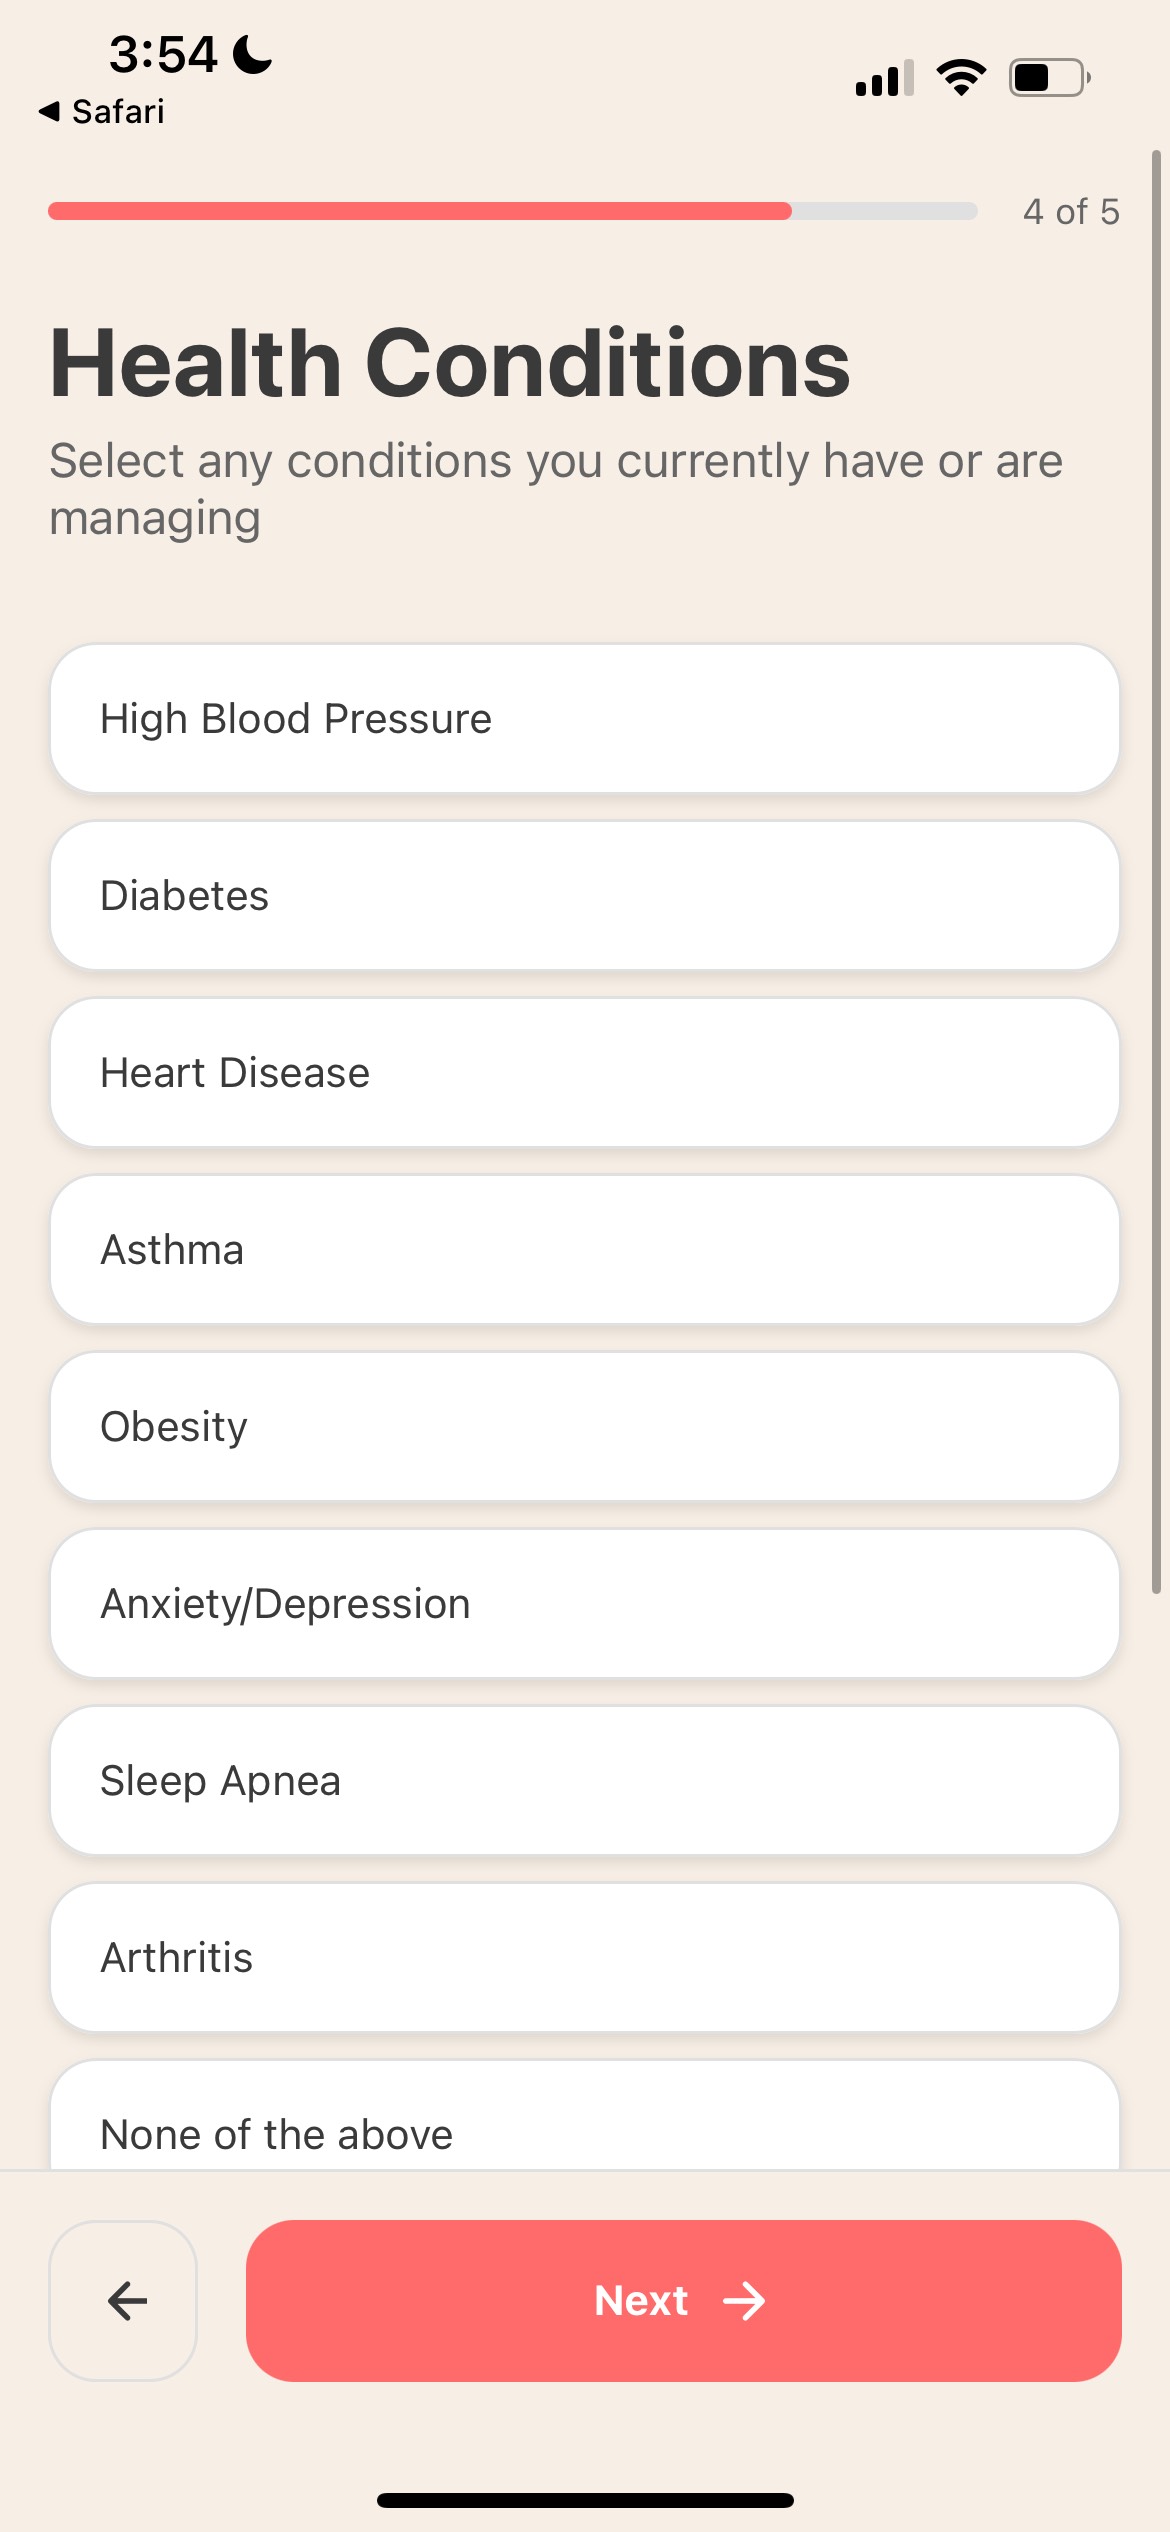 3:54
Safari
4 of 5
Health Conditions
Select any conditions you currently have or are
managing
High Blood Pressure
Diabetes
Heart Disease
Asthma
Obesity
Anxiety/Depression
Sleep Apnea
Arthritis
None of the above
Next